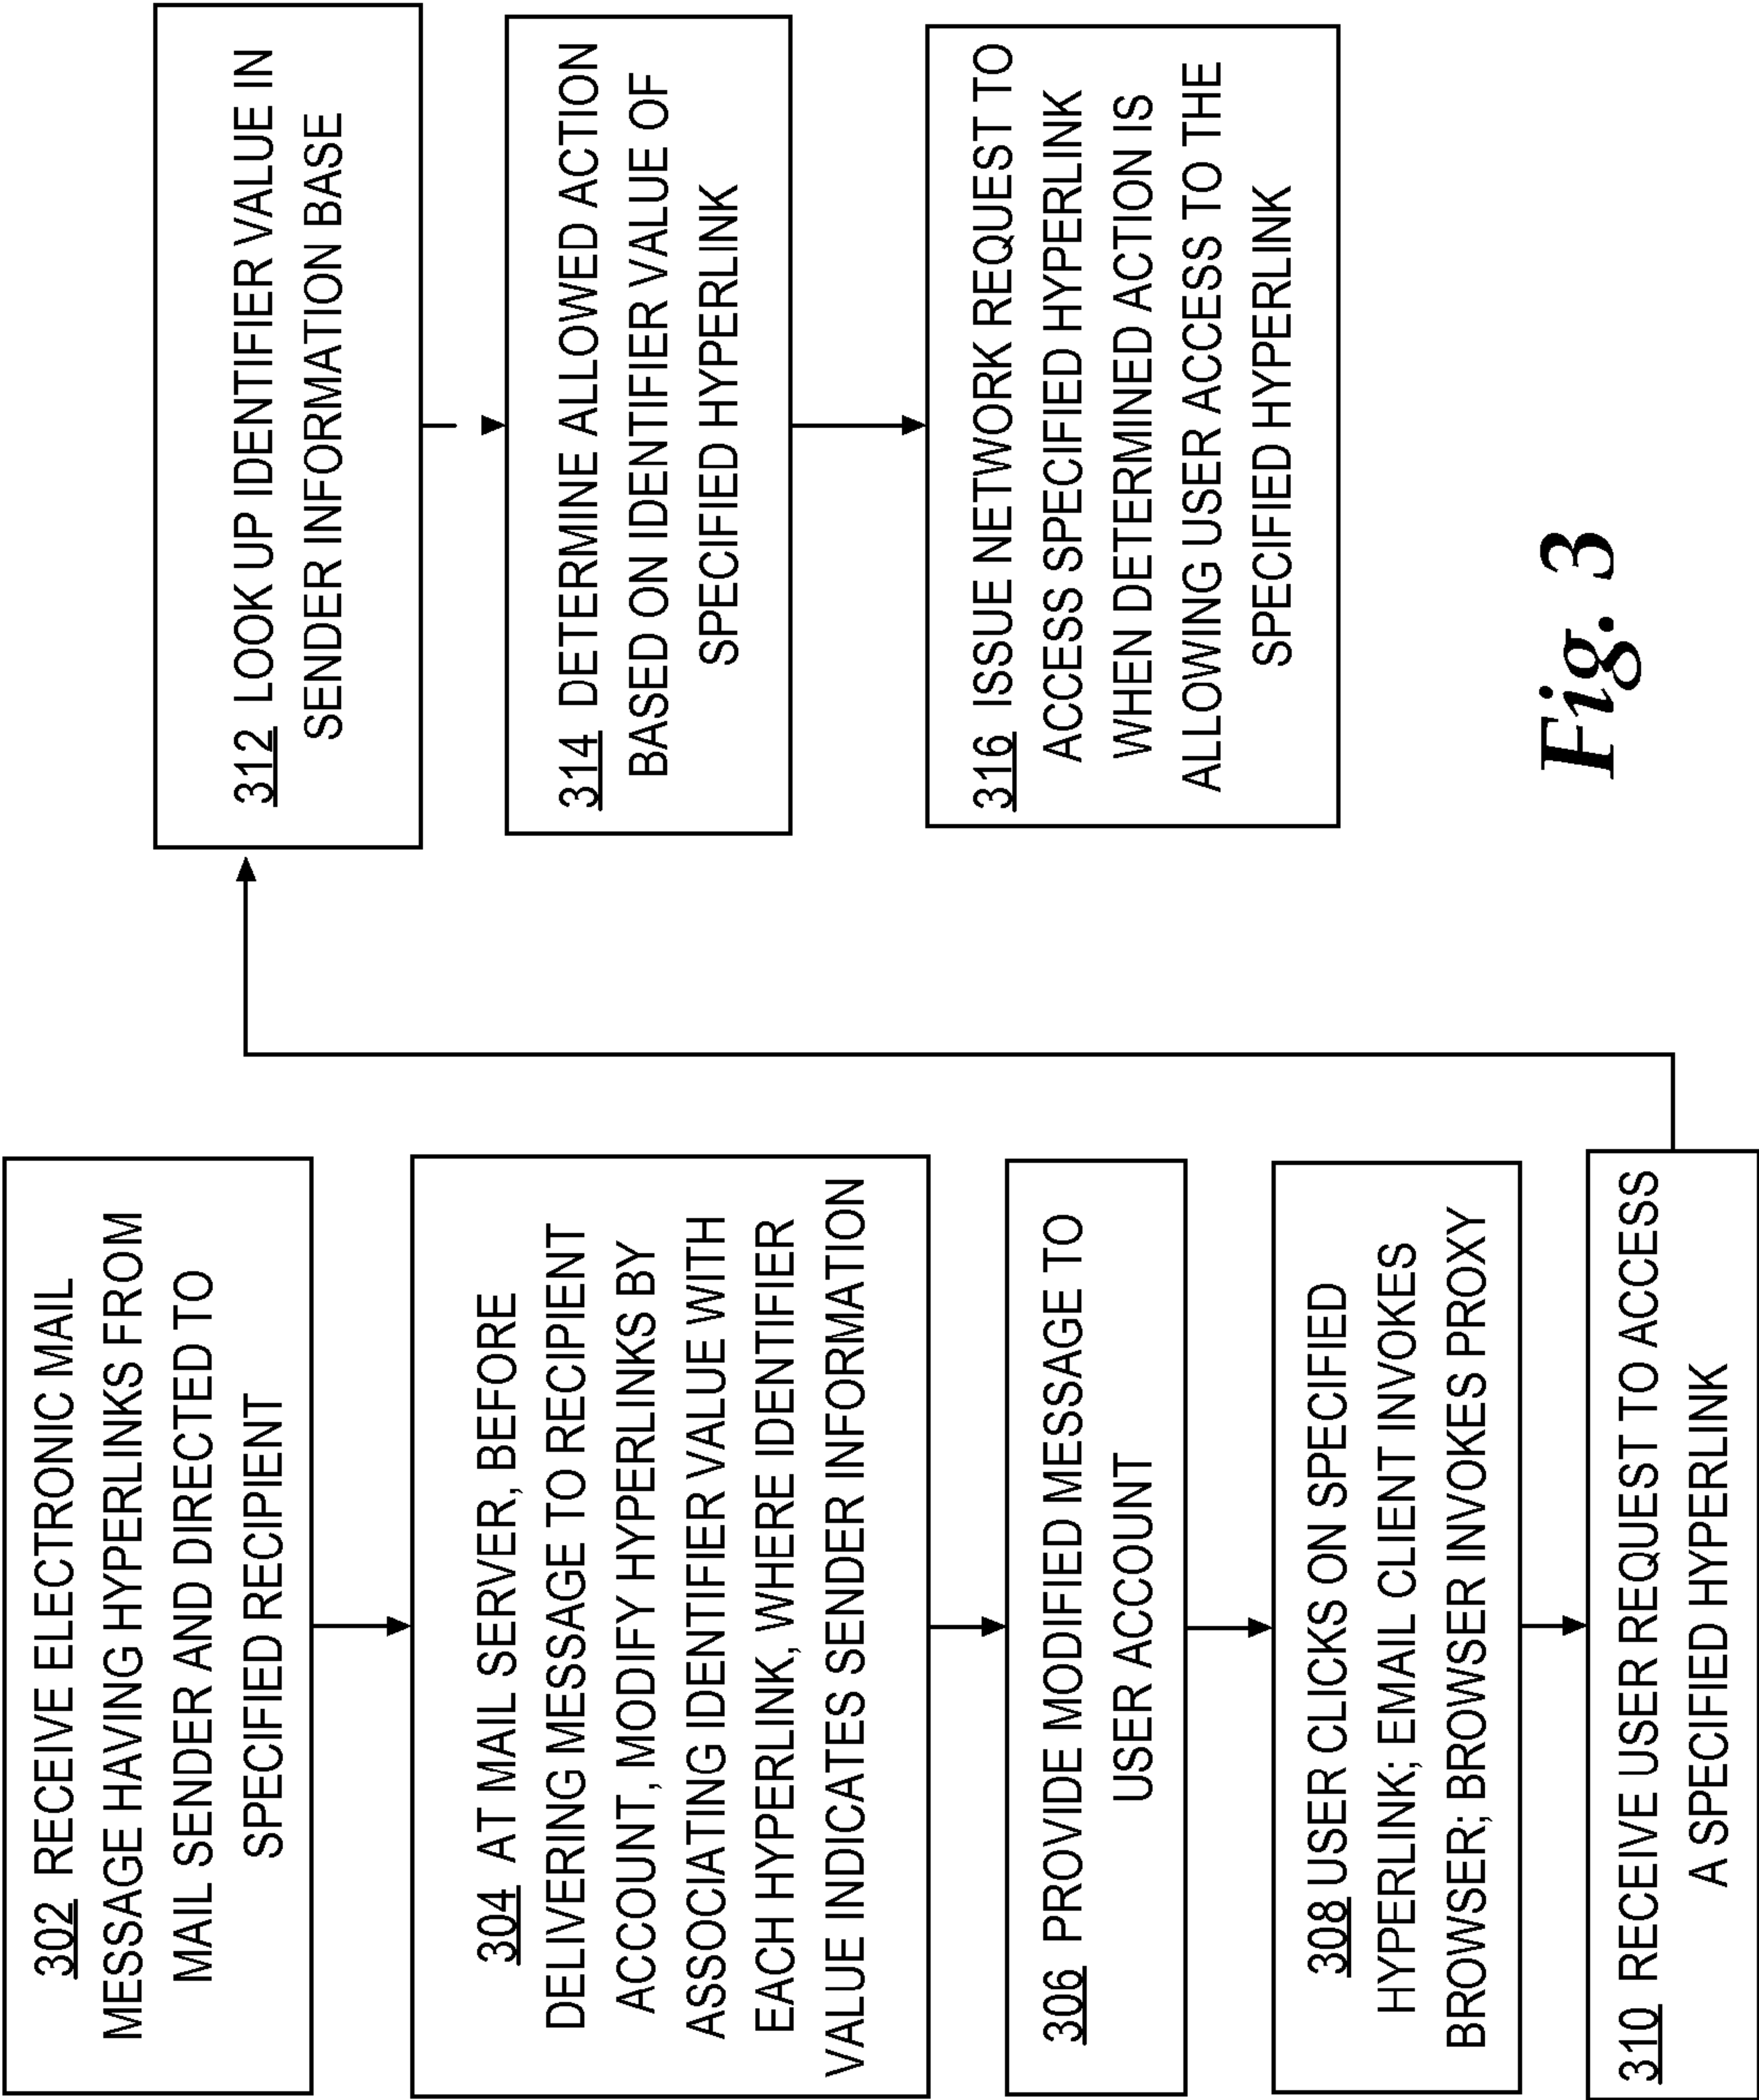 302 RECEIVE ELECTRONIC MAIL
MESSAGE HAVING HYPERLINKS FROM
MAIL SENDER AND DIRECTED TO
SPECIFIED RECIPIENT
304 AT MAIL SERVER, BEFORE
DELIVERING MESSAGE TO RECIPIENT
ACCOUNT, MODIFY HYPERLINKS BY
ASSOCIATING IDENTIFIER VALUE WITH
EACH HYPERLINK, WHERE IDENTIFIER
VALUE INDICATES SENDER INFORMATION
306 PROVIDE MODIFIED MESSAGE TO
USER ACCOUNT
308 USER CLICKS ON SPECIFIED
HYPERLINK; EMAIL CLIENT INVOKES
BROWSER; BROWSER INVOKES PROXY
310 RECEIVE USER REQUEST TO ACCESS
A SPECIFIED HYPERLINK
312 LOOK UP IDENTIFIER VALUE IN
SENDER INFORMATION BASE
314 DETERMINE ALLOWED ACTION
BASED ON IDENTIFIER VALUE OF
SPECIFIED HYPERLINK
316 ISSUE NETWORK REQUEST TO
ACCESS SPECIFIED HYPERLINK
WHEN DETERMINED ACTION IS
ALLOWING USER ACCESS TO THE
SPECIFIED HYPERLINK
Fig. 3